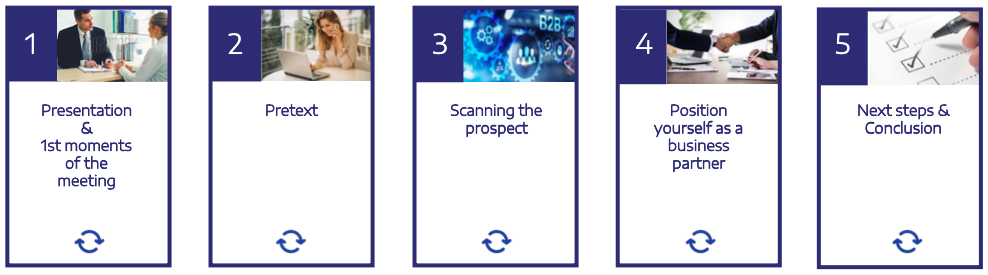 1
Presentation
&
1st moments
of the
meeting
2
Pretext
3
B2B
Scanning the
prospect
4
Position
yourself as a
business
partner
5
Next steps &
Conclusion